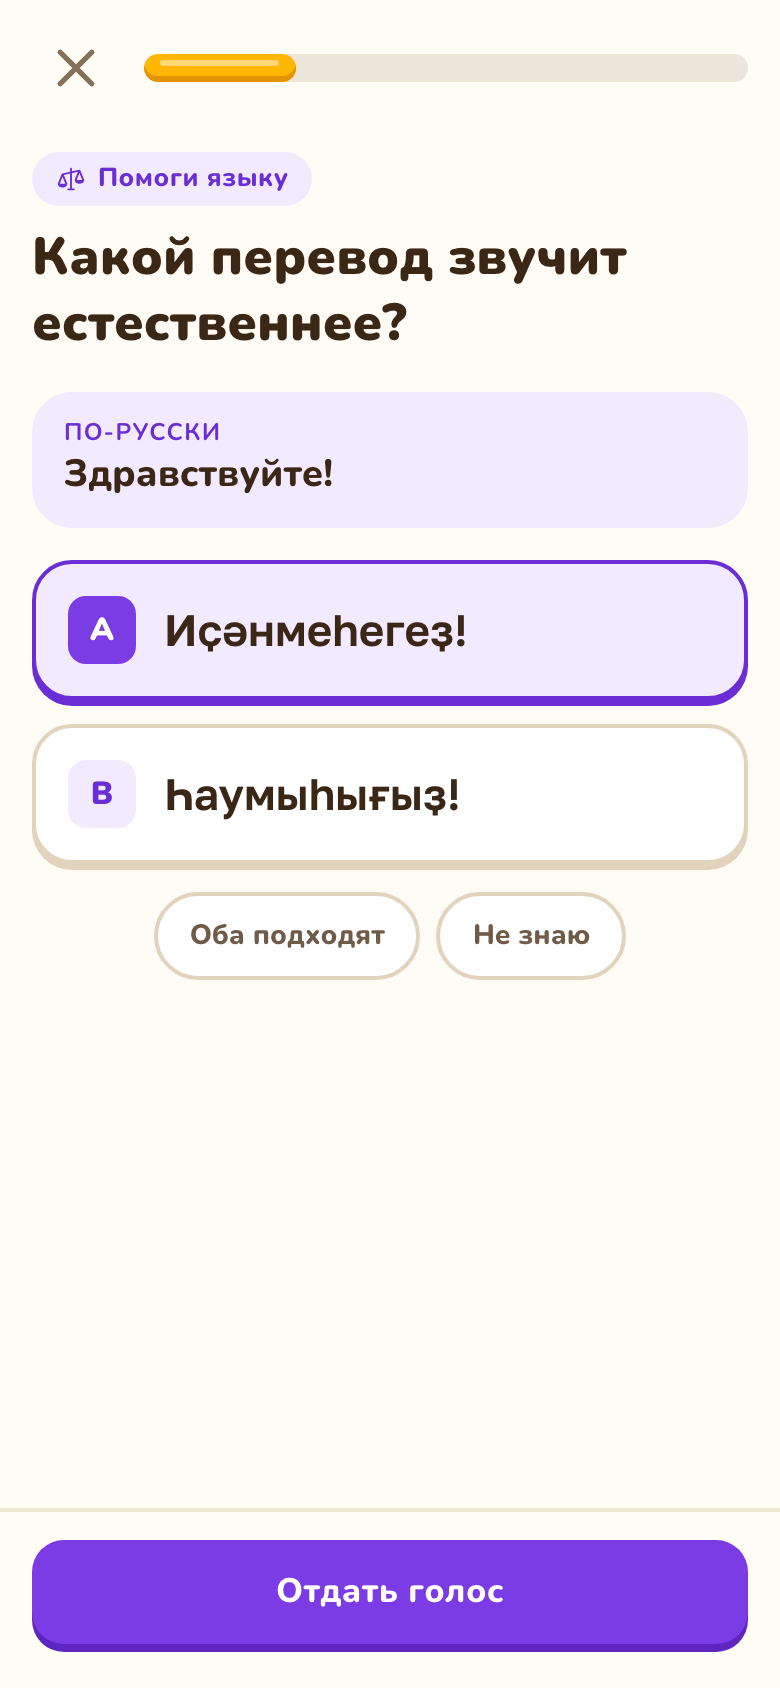 Помоги языку
Какой перевод звучит
естественнее?
ПО-РУССКИ
Здравствуйте!
A
Иҫәнмеһегеҙ!
B
Һаумыһығыҙ!
Оба подходят
Не знаю
Отдать голос